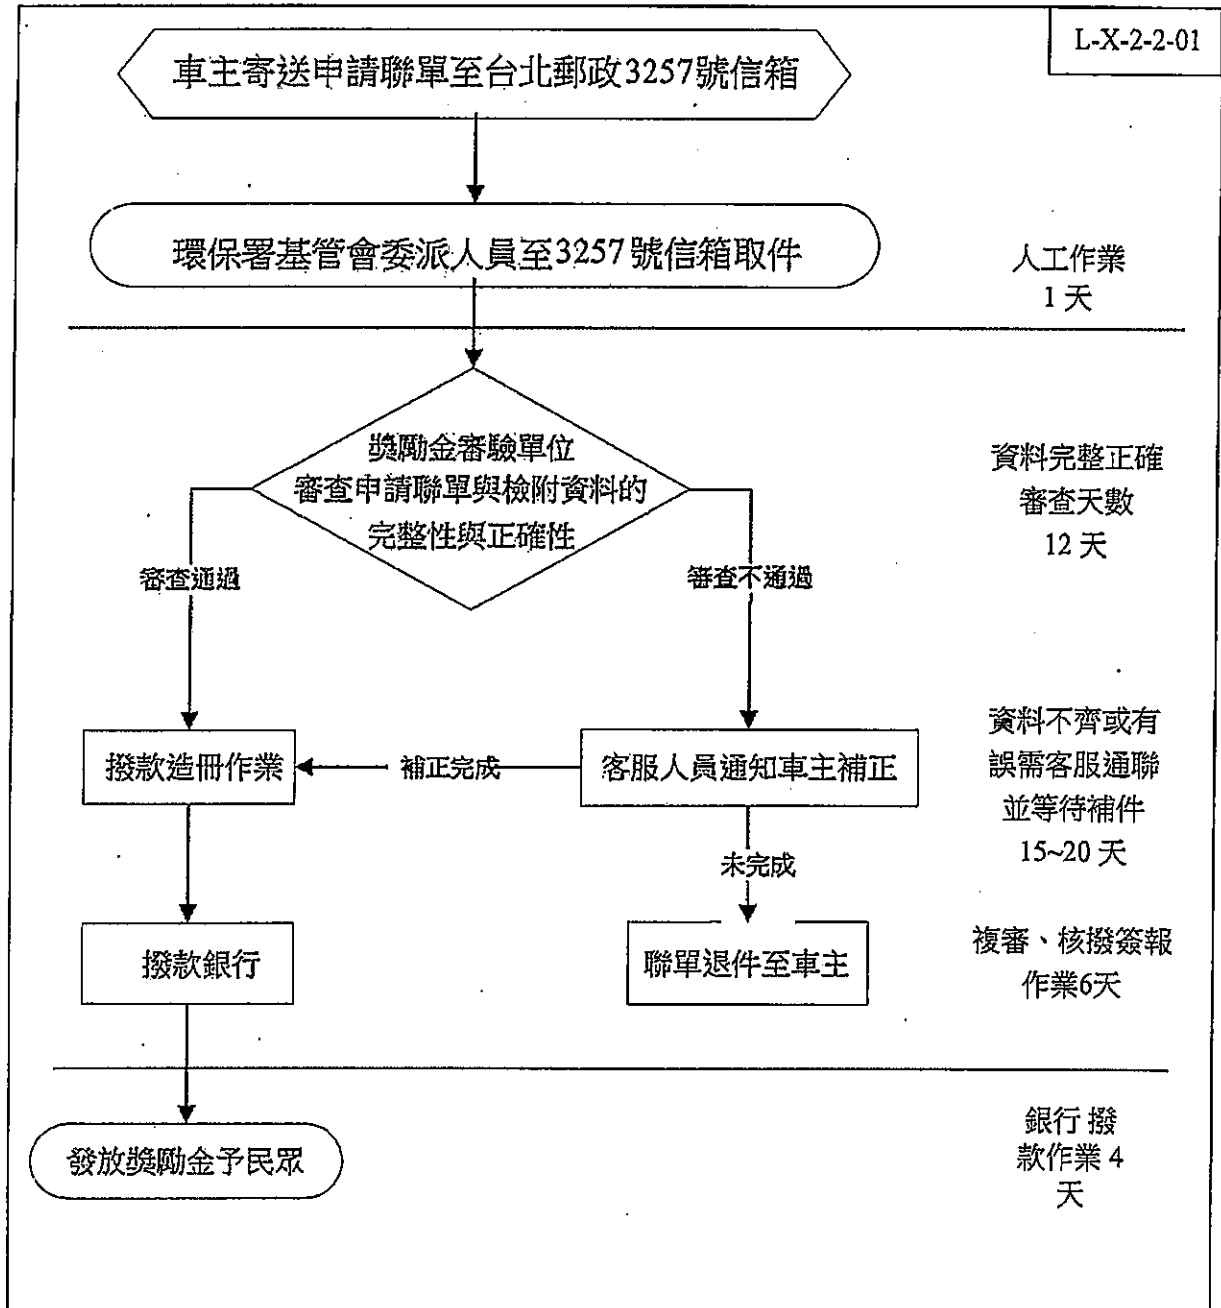 L-X-2-2-01
車主寄送申請聯單至台北郵政3257號信箱
環保署基管會委派人員至3257號信箱取件
人工作業
1天
獎勵金審驗單位
審查申請聯單與檢附資料的
完整性與正確性
資料完整正確
審查天數
12天
審查通過
審查不通過
撥款造冊作業
補正完成
客服人員通知車主補正
資料不齊或有
誤需客服通聯
並等待補件
15~20天
未完成
撥款銀行
聯單退件至車主
複審、核撥簽報
作業6天
發放獎勵金予民眾
銀行 撥
款作業 4
天